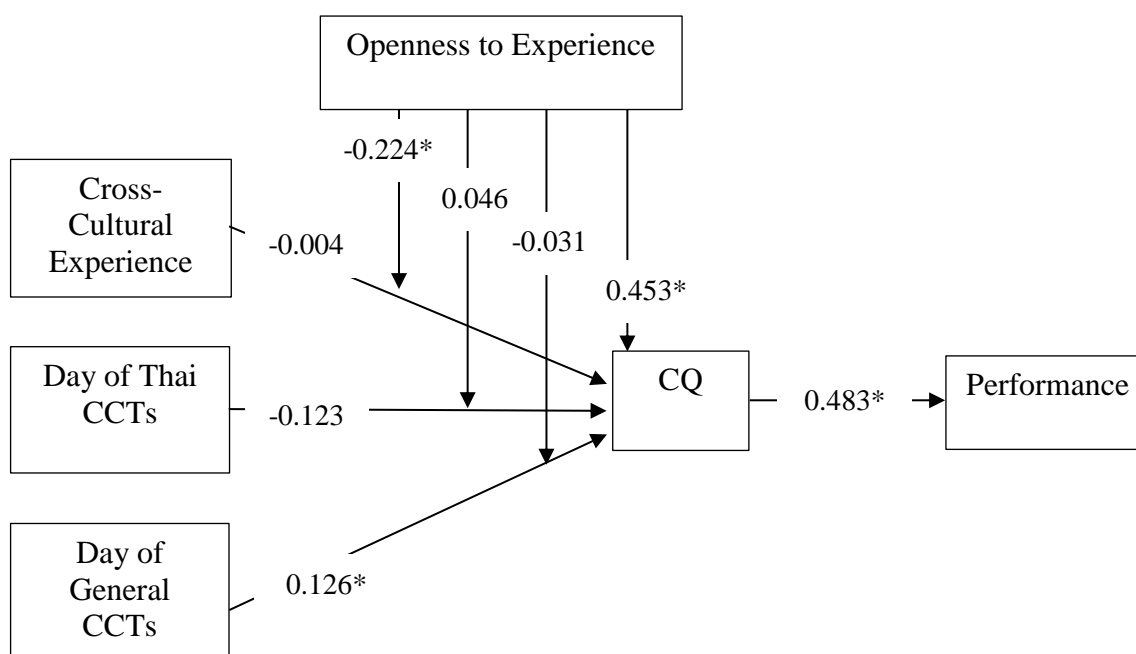 Openness to Experience
-0.224*
0.046
-0.031
0.453*
Cross-
Cultural
Experience
-0.004
Day of Thai
CCTs
-0.123
Day of
General
CCTs
0.126*
CQ
0.483*
Performance